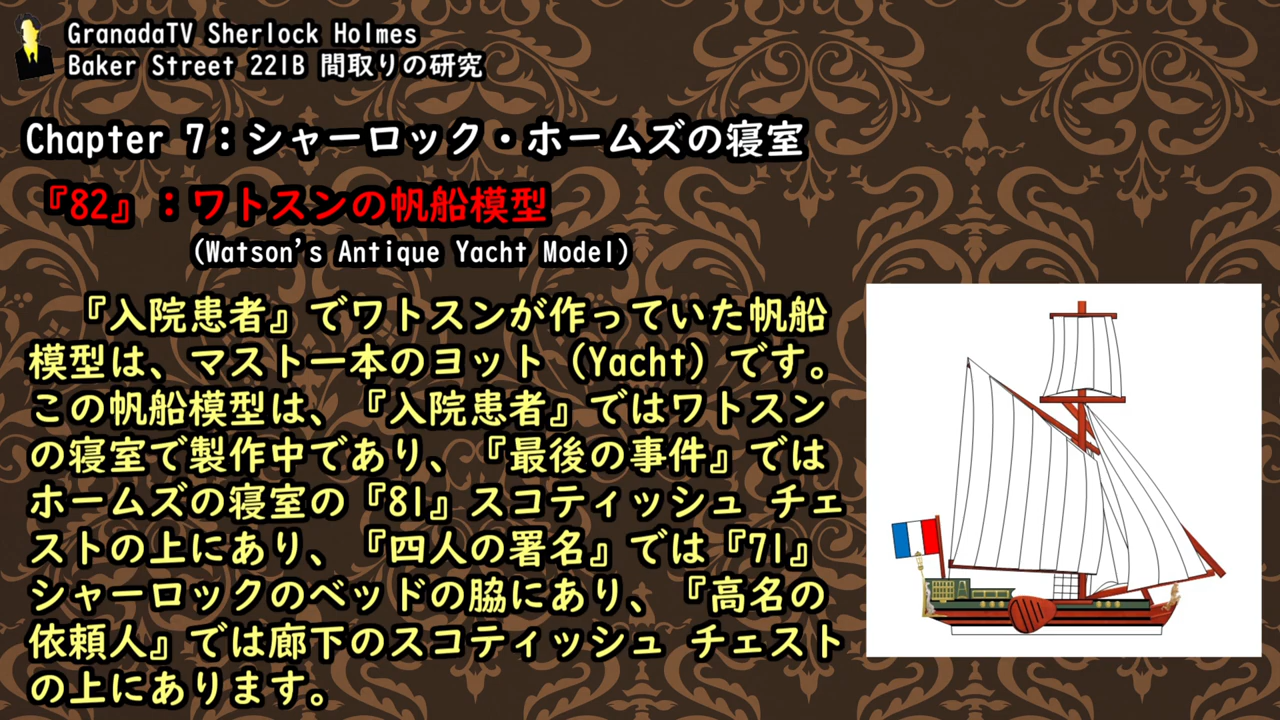 GranadaTV Sherlock Holmes
Baker Street 221B 間取りの研究
Chapter 7：シャーロック・ホームズの寝室
『82』：ワトスンの帆船模型
(Watson's Antique Yacht Model)
『入院患者』でワトスンが作っていた帆船
模型は、マスト一本のヨット（Yacht）です。
この帆船模型は、『入院患者』ではワトスン
の寝室で製作中であり、『最後の事件』では
ホームズの寝室の『81』スコティッシュ チェ
ストの上にあり、『四人の署名』では『71』
シャーロックのベッドの脇にあり、『高名の
依頼人』では廊下のスコティッシュ チェスト
の上にあります。